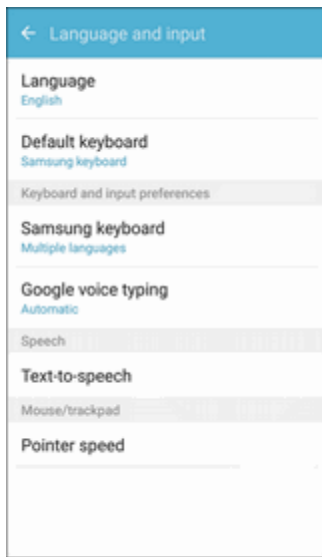 Language and input
Language
English
Default keyboard
Samsung keyboard
Keyboard and input preferences
Samsung keyboard
Multiple languages
Google voice typing
Automatic
Speech
Text-to-speech
Mouse/trackpad
Pointer speed